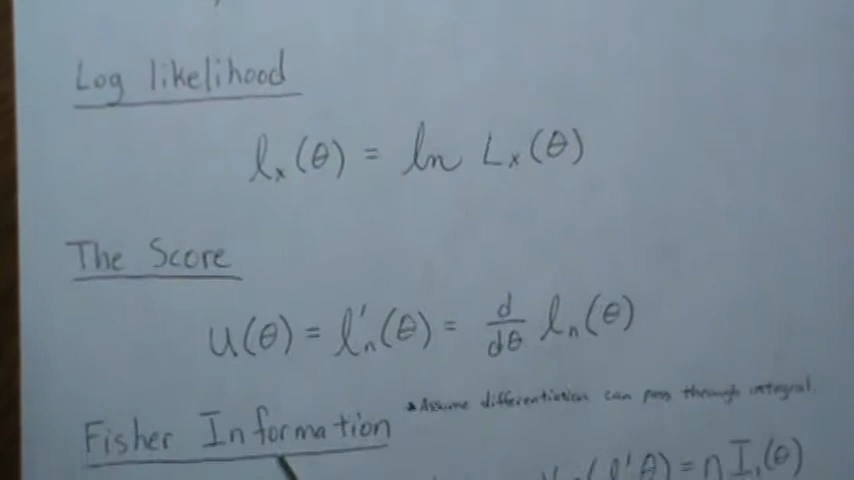 Log likelihood
lₓ(θ) = ln Lₓ(θ)
The Score
u(θ) = l'ₙ(θ) = d/dθ lₙ(θ)
* Assume differentiation can pass through integral.
Fisher Information
(l'θ) = n I₁(θ)